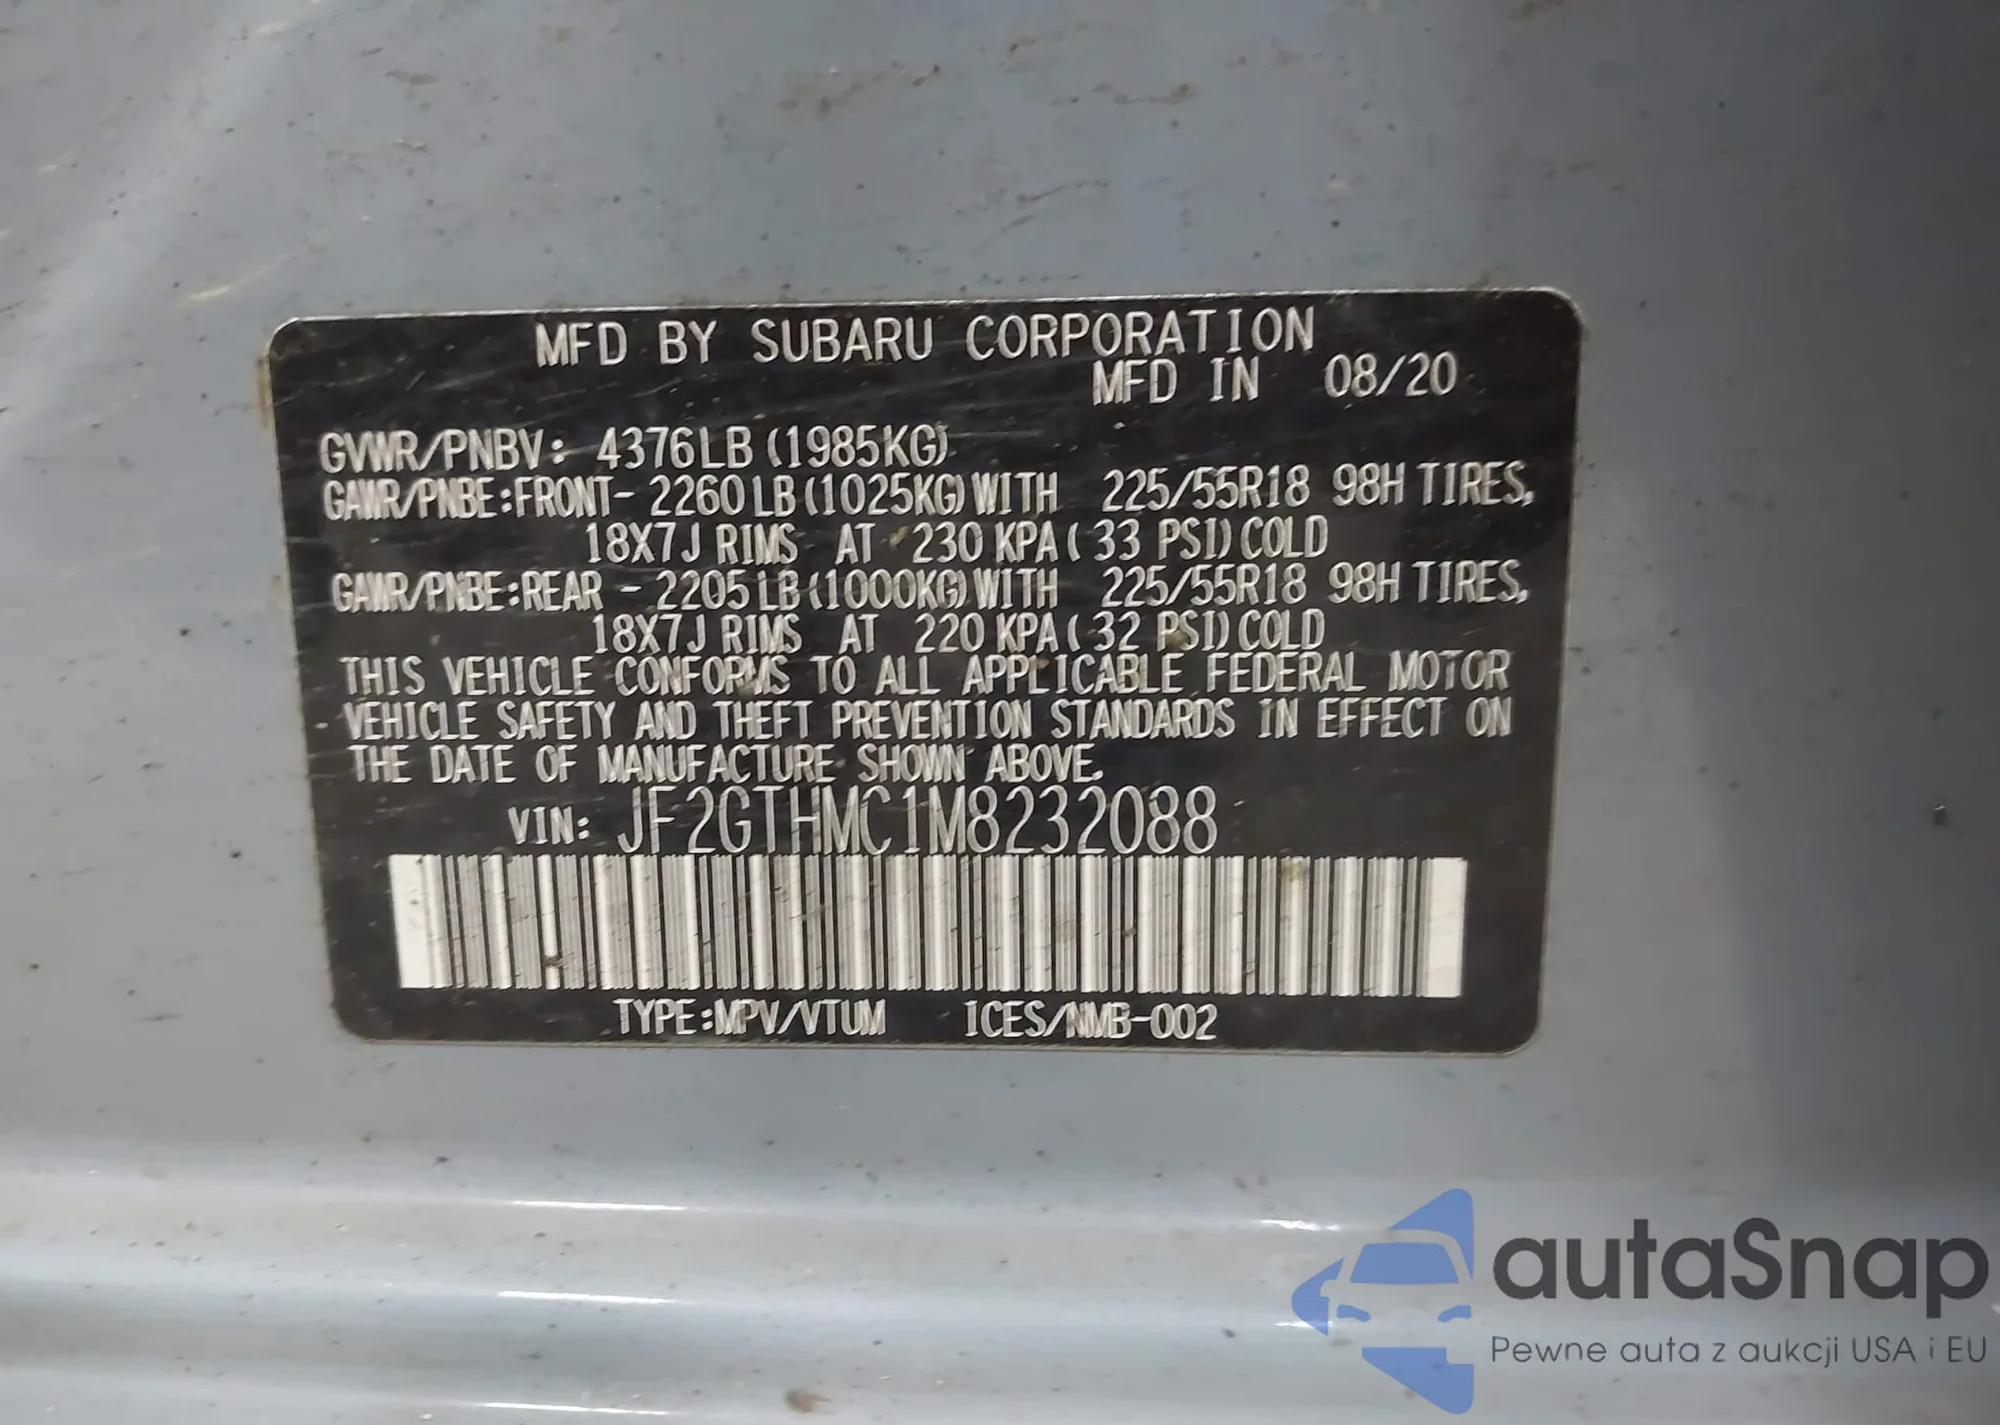 MFD BY SUBARU CORPORATION
MFD IN 08/20
GVWR/PNBV: 4376LB (1985KG)
GAWR/PNBE:FRONT- 2260LB (1025KG) WITH 225/55R18 98H TIRES,
18X7J RIMS AT 230 KPA ( 33 PSI) COLD
GAWR/PNBE:REAR - 2205LB (1000KG) WITH 225/55R18 98H TIRES,
18X7J RIMS AT 220 KPA ( 32 PSI) COLD
THIS VEHICLE CONFORMS TO ALL APPLICABLE FEDERAL MOTOR
VEHICLE SAFETY AND THEFT PREVENTION STANDARDS IN EFFECT ON
THE DATE OF MANUFACTURE SHOWN ABOVE.
VIN: JF2GTHMC1M8232088
TYPE:MPV/VTUM ICES/NMB-002
autaSnap
Pewne auta z aukcji USA i EU